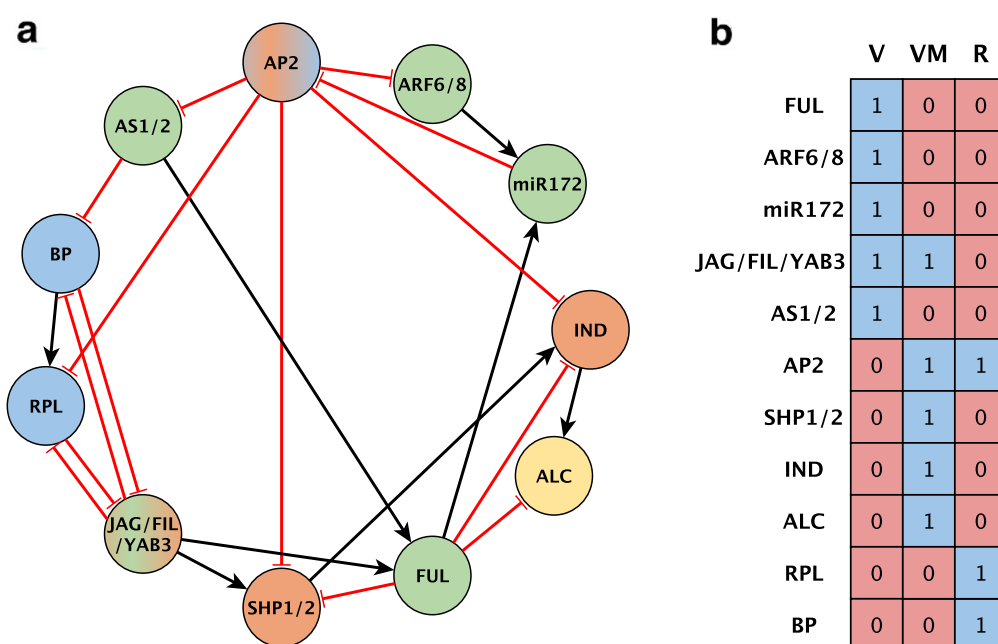 a
AP2
ARF6/8
AS1/2
miR172
BP
IND
RPL
ALC
JAG/FIL
/YAB3
FUL
SHP1/2
b
V VM R
FUL 1 0 0
ARF6/8 1 0 0
miR172 1 0 0
JAG/FIL/YAB3 1 1 0
AS1/2 1 0 0
AP2 0 1 1
SHP1/2 0 1 0
IND 0 1 0
ALC 0 1 0
RPL 0 0 1
BP 0 0 1